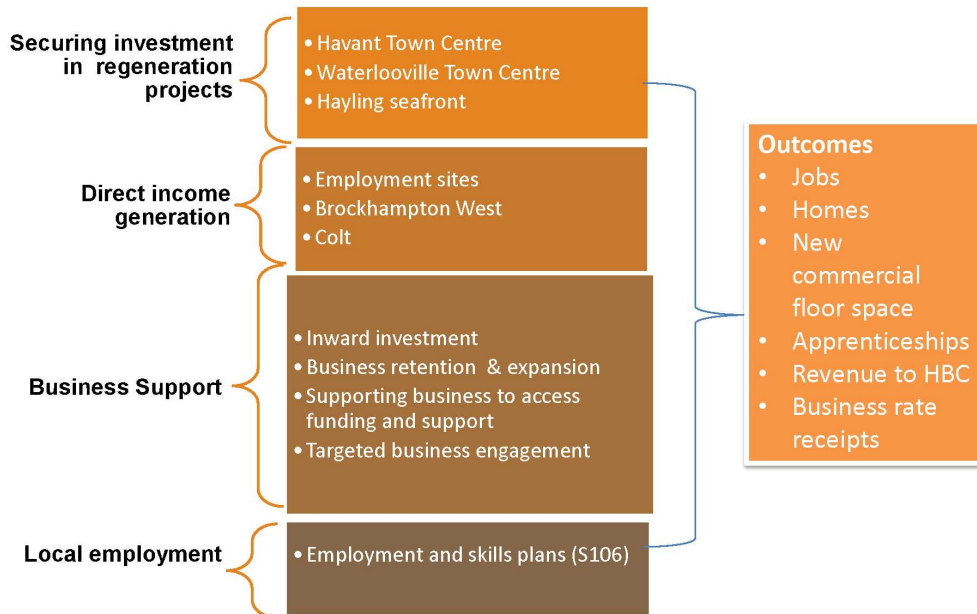 Securing investment
in regeneration
projects
• Havant Town Centre
• Waterlooville Town Centre
• Hayling seafront
Direct income
generation
• Employment sites
• Brockhampton West
• Colt
Business Support
• Inward investment
• Business retention & expansion
• Supporting business to access
funding and support
• Targeted business engagement
Local employment
• Employment and skills plans (S106)
Outcomes
• Jobs
• Homes
• New
commercial
floor space
• Apprenticeships
• Revenue to HBC
• Business rate
receipts